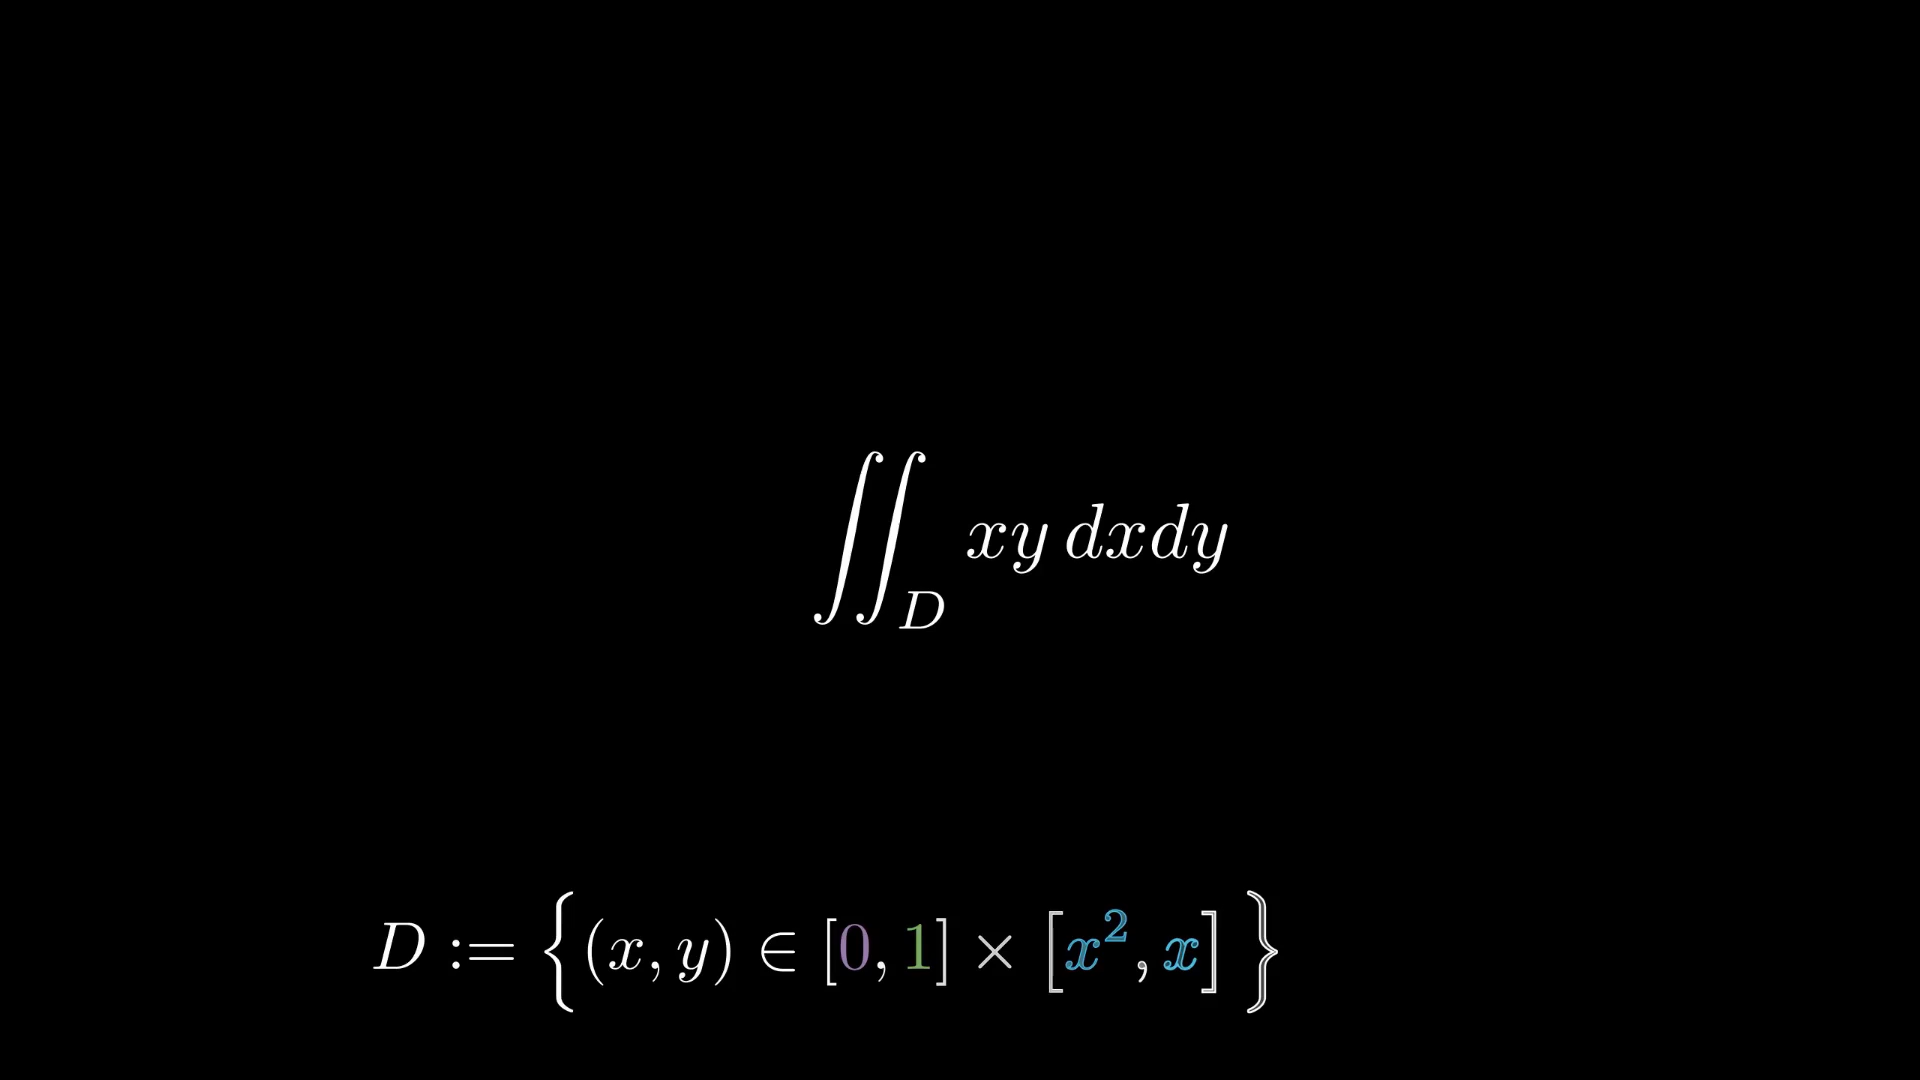 ∬_D xy dxdy
D := {(x, y) ∈ [0, 1] × [x², x]}